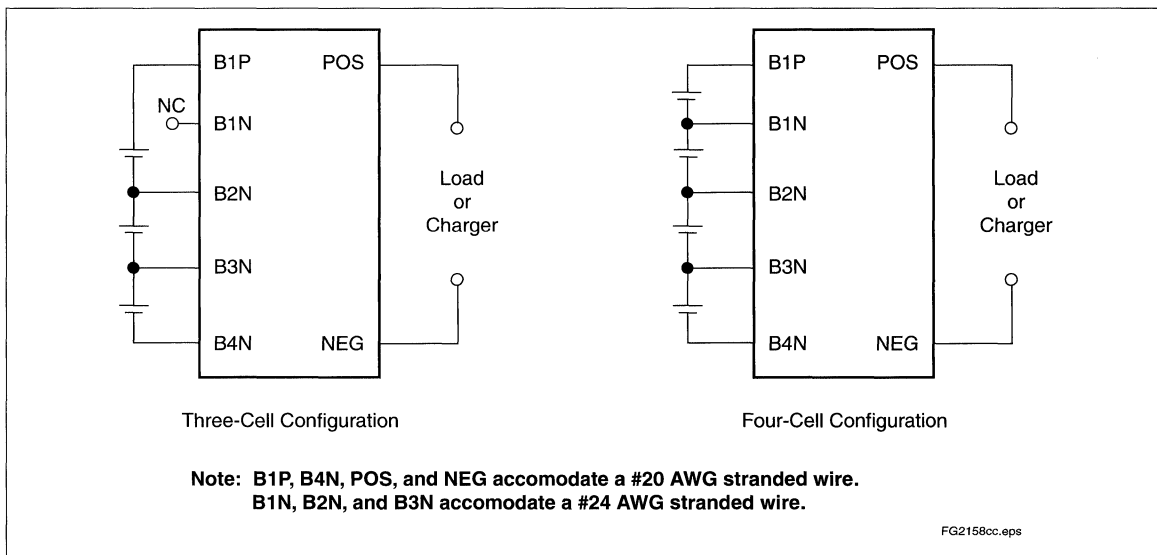 B1P POS
NC
B1N
B2N
Load
or
Charger
B3N
B4N NEG
Three-Cell Configuration
B1P POS
B1N
B2N
Load
or
Charger
B3N
B4N NEG
Four-Cell Configuration
Note: B1P, B4N, POS, and NEG accomodate a #20 AWG stranded wire.
B1N, B2N, and B3N accomodate a #24 AWG stranded wire.
FG2158cc.eps